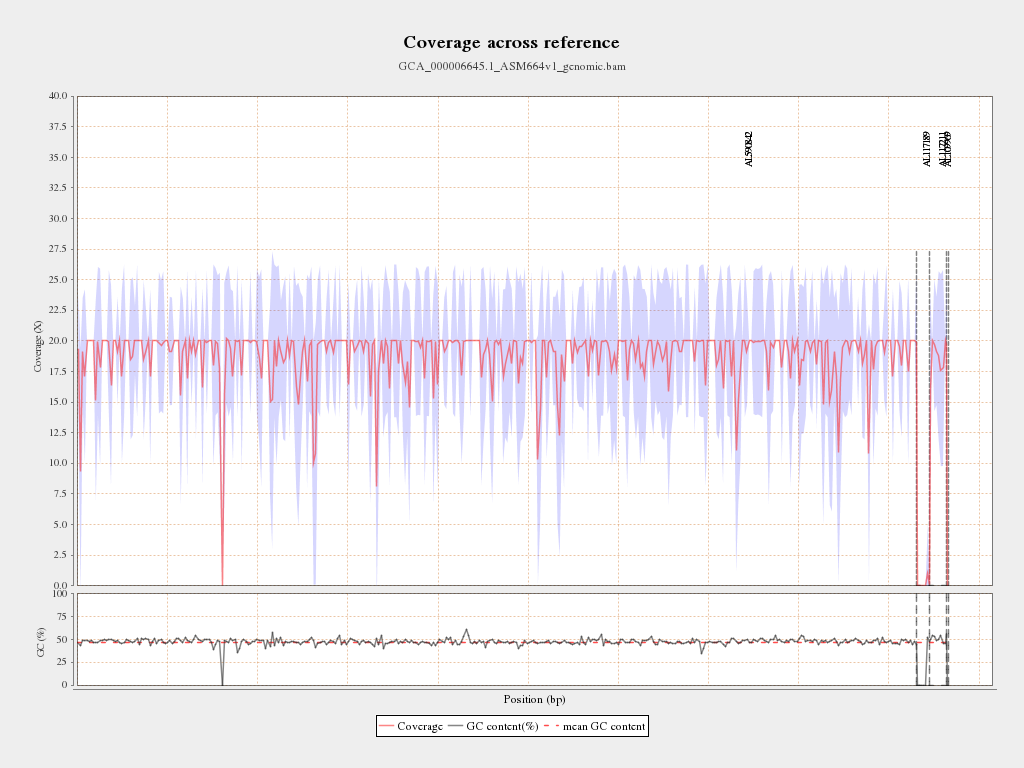 Coverage across reference
GCA_000006645.1_ASM664v1_genomic.bam
40.0
37.5
35.0
32.5
30.0
27.5
25.0
22.5
20.0
17.5
15.0
12.5
10.0
7.5
5.0
2.5
0.0
Coverage (X)
AL590842
AL117189
AL117211
AL109969
100
75
50
25
0
GC (%)
Position (bp)
Coverage GC content(%) mean GC content